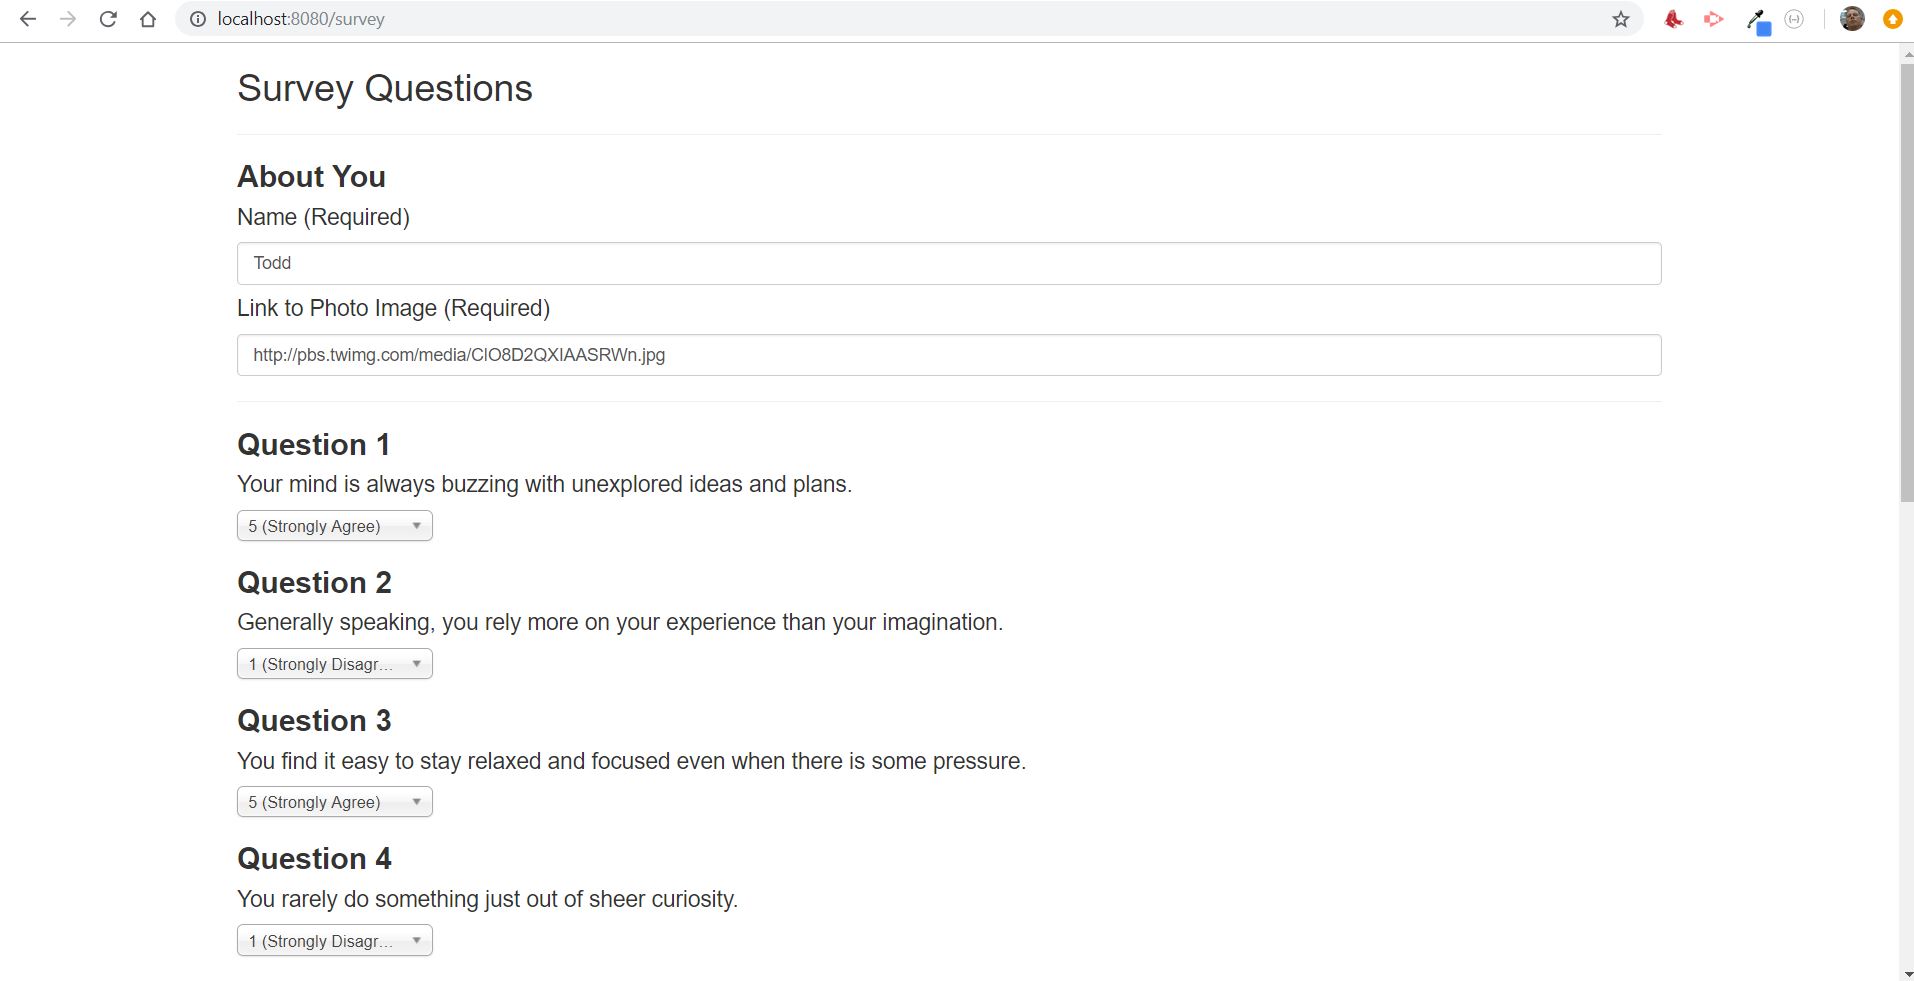 localhost:8080/survey
Survey Questions
About You
Name (Required)
Todd
Link to Photo Image (Required)
http://pbs.twimg.com/media/ClO8D2QXIAASRWn.jpg
Question 1
Your mind is always buzzing with unexplored ideas and plans.
5 (Strongly Agree)
Question 2
Generally speaking, you rely more on your experience than your imagination.
1 (Strongly Disagr...
Question 3
You find it easy to stay relaxed and focused even when there is some pressure.
5 (Strongly Agree)
Question 4
You rarely do something just out of sheer curiosity.
1 (Strongly Disagr...